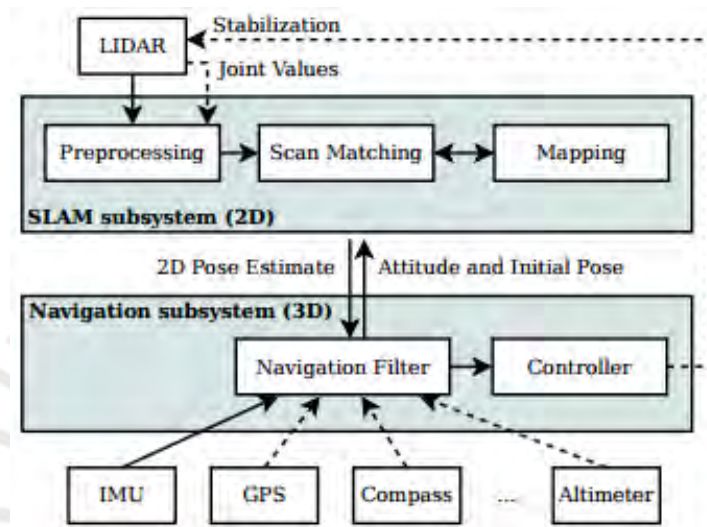 LIDAR
Stabilization
Joint Values
Preprocessing
Scan Matching
Mapping
SLAM subsystem (2D)
2D Pose Estimate
Attitude and Initial Pose
Navigation subsystem (3D)
Navigation Filter
Controller
IMU
GPS
Compass
...
Altimeter